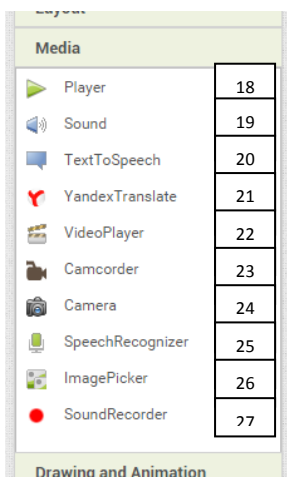 Layout
Media
Player 18
Sound 19
TextToSpeech 20
YandexTranslate 21
VideoPlayer 22
Camcorder 23
Camera 24
SpeechRecognizer 25
ImagePicker 26
SoundRecorder 27
Drawing and Animation